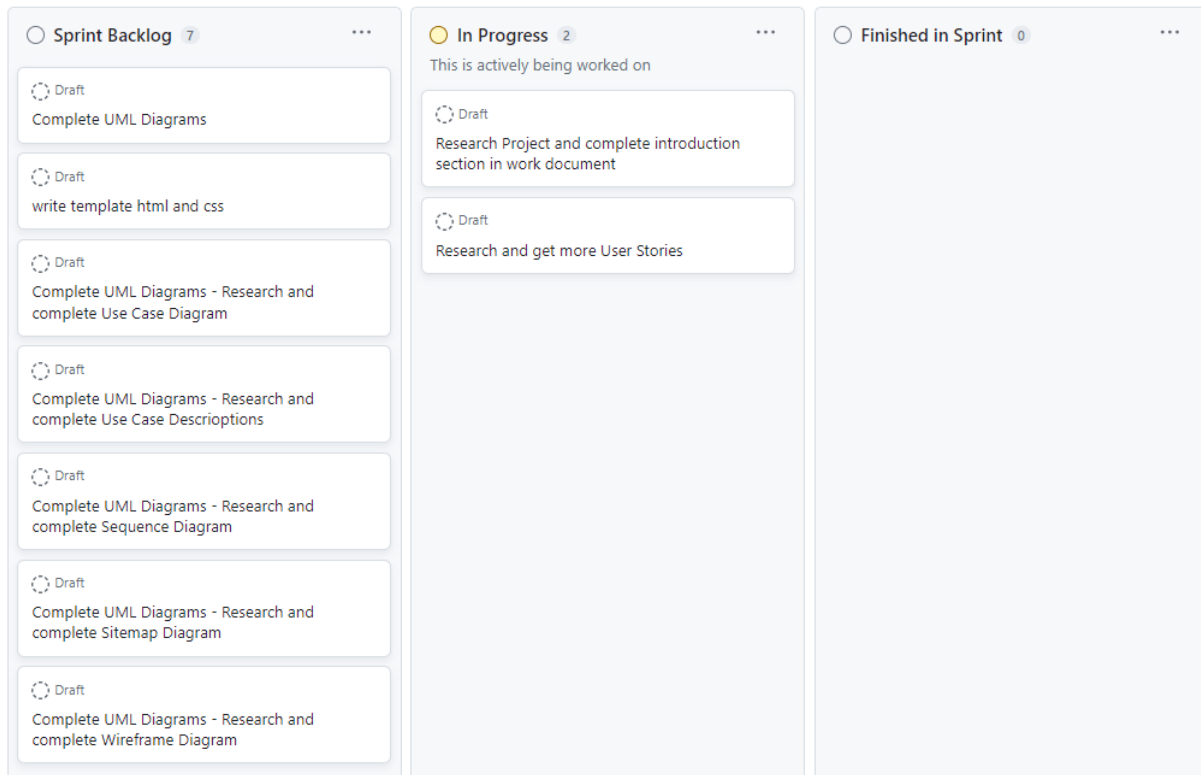 Sprint Backlog 7
Draft
Complete UML Diagrams
Draft
write template html and css
Draft
Complete UML Diagrams - Research and
complete Use Case Diagram
Draft
Complete UML Diagrams - Research and
complete Use Case Descrioptions
Draft
Complete UML Diagrams - Research and
complete Sequence Diagram
Draft
Complete UML Diagrams - Research and
complete Sitemap Diagram
Draft
Complete UML Diagrams - Research and
complete Wireframe Diagram
In Progress 2
This is actively being worked on
Draft
Research Project and complete introduction
section in work document
Draft
Research and get more User Stories
Finished in Sprint 0